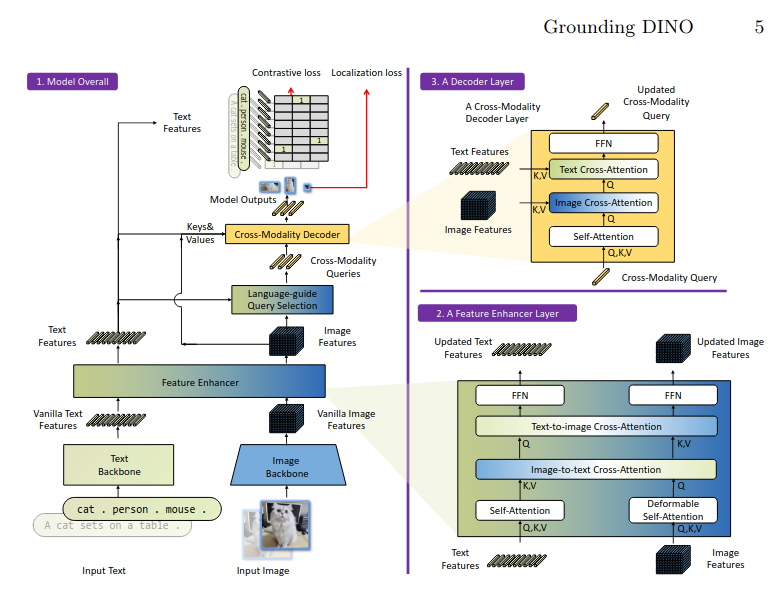 Grounding DINO 5
1. Model Overall
Contrastive loss
Localization loss
Text
Features
cat . person . mouse .
A cat sets on a table .
1
1
1
1
Model Outputs
Keys&
Values
Cross-Modality Decoder
Cross-Modality
Queries
Language-guide
Query Selection
Text
Features
Image
Features
Feature Enhancer
Vanilla Text
Features
Vanilla Image
Features
Text
Backbone
Image
Backbone
cat . person . mouse .
A cat sets on a table .
Input Text
Input Image
3. A Decoder Layer
A Cross-Modality
Decoder Layer
Updated
Cross-Modality
Query
FFN
Text Features
Text Cross-Attention
K,V
Q
Image Cross-Attention
K,V
Q
Image Features
Self-Attention
Q,K,V
Cross-Modality Query
2. A Feature Enhancer Layer
Updated Text
Features
Updated Image
Features
FFN
FFN
Text-to-image Cross-Attention
Q
K,V
Image-to-text Cross-Attention
K,V
Q
Self-Attention
Deformable
Self-Attention
Q,K,V
Q,K,V
Text
Features
Image
Features